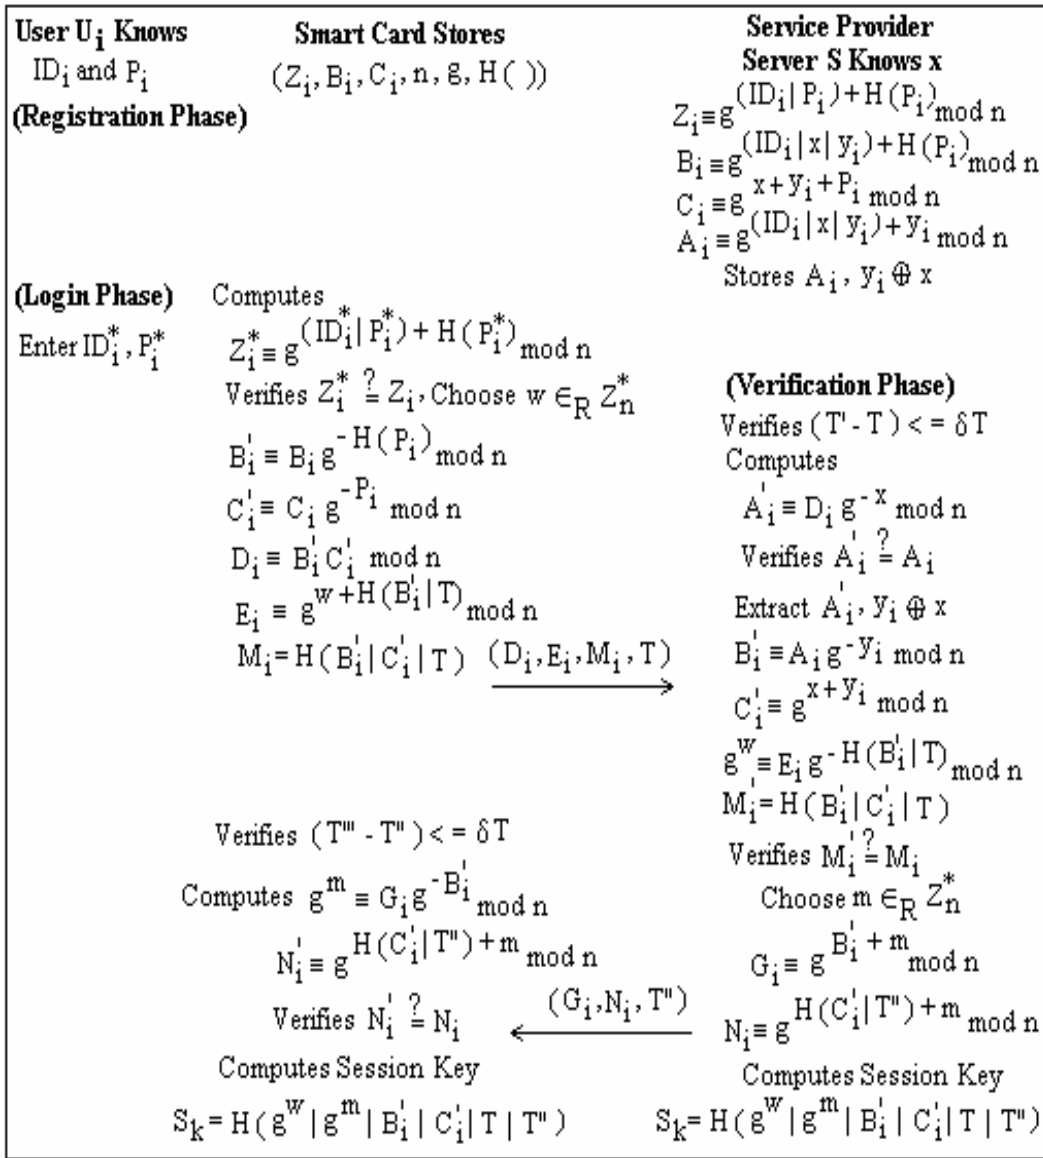 User U_i Knows
Smart Card Stores
Service Provider
Server S Knows x
ID_i and P_i
(Z_i, B_i, C_i, n, g, H( ))
(Registration Phase)
Z_i ≡ g^(ID_i | P_i) + H(P_i) mod n
B_i ≡ g^(ID_i | x | y_i) + H(P_i) mod n
C_i ≡ g^x + y_i + P_i mod n
A_i ≡ g^(ID_i | x | y_i) + y_i mod n
Stores A_i, y_i ⊕ x
(Login Phase)
Computes
Enter ID_i^*, P_i^*
Z_i^* ≡ g^(ID_i^* | P_i^*) + H(P_i^*) mod n
Verifies Z_i^* ?= Z_i, Choose w ∈_R Z_n^*
B_i' ≡ B_i g^-H(P_i) mod n
C_i' ≡ C_i g^-P_i mod n
D_i ≡ B_i' C_i' mod n
E_i ≡ g^w+H(B_i' | T) mod n
M_i = H(B_i' | C_i' | T)
(D_i, E_i, M_i, T)
(Verification Phase)
Verifies (T' - T) < = δT
Computes
A_i' ≡ D_i g^-x mod n
Verifies A_i' ?= A_i
Extract A_i', y_i ⊕ x
B_i' ≡ A_i g^-y_i mod n
C_i' ≡ g^x+y_i mod n
g^w ≡ E_i g^-H(B_i' | T) mod n
M_i' = H(B_i' | C_i' | T)
Verifies M_i' ?= M_i
Choose m ∈_R Z_n^*
G_i ≡ g^B_i' + m mod n
N_i ≡ g^H(C_i' | T'') + m mod n
(G_i, N_i, T'')
Verifies (T''' - T'') < = δT
Computes g^m ≡ G_i g^-B_i' mod n
N_i' ≡ g^H(C_i' | T'') + m mod n
Verifies N_i' ?= N_i
Computes Session Key
S_k = H(g^w | g^m | B_i' | C_i' | T | T'')
Computes Session Key
S_k = H(g^w | g^m | B_i' | C_i' | T | T'')